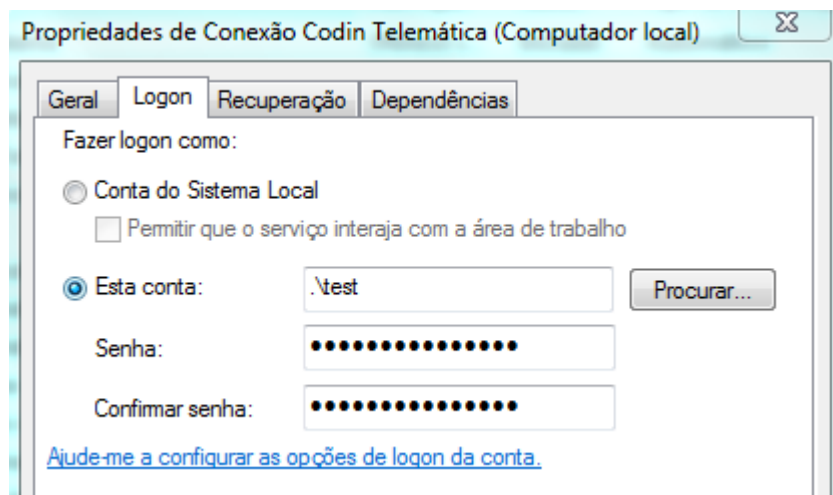 Propriedades de Conexão Codin Telemática (Computador local)
Geral Logon Recuperação Dependências
Fazer logon como:
Conta do Sistema Local
Permitir que o serviço interaja com a área de trabalho
Esta conta: .\test Procurar...
Senha: •••••••••••••••
Confirmar senha: •••••••••••••••
Ajude-me a configurar as opções de logon da conta.